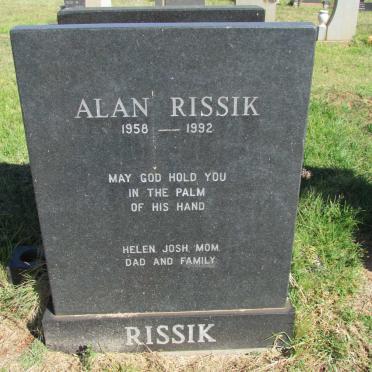 ALAN RISSIK
1958 — 1992
MAY GOD HOLD YOU
IN THE PALM
OF HIS HAND
HELEN, JOSH, MOM,
DAD AND FAMILY
RISSIK